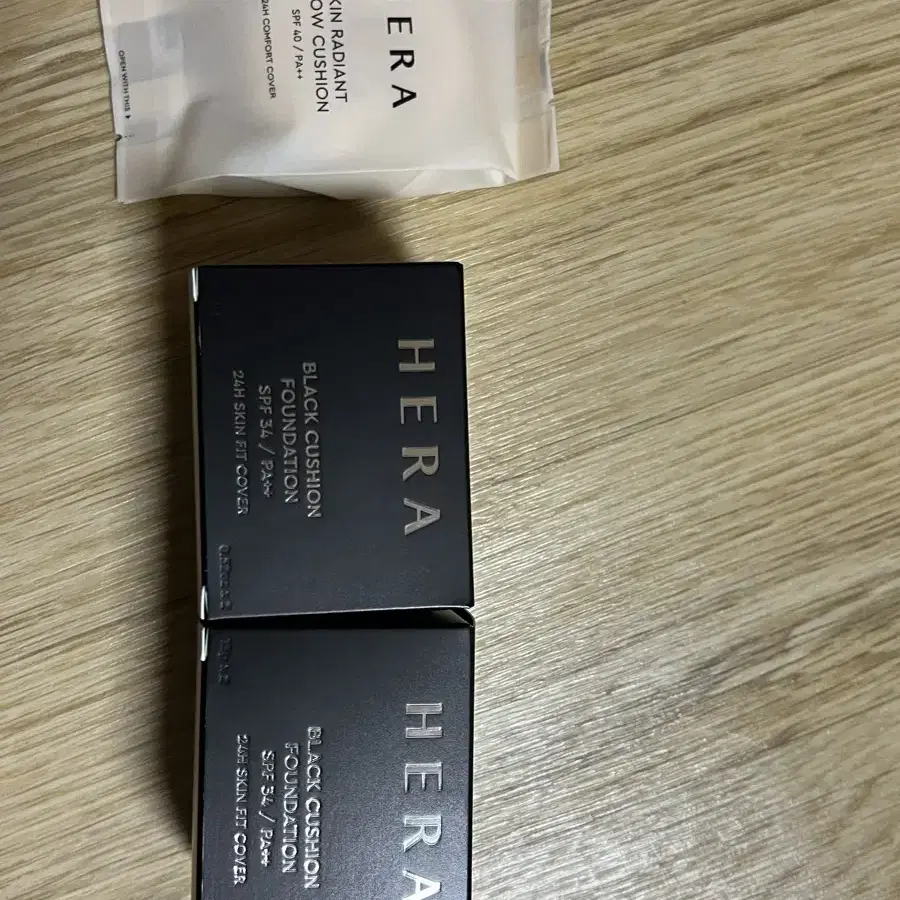 ERA
KIN RADIANT
OW CUSHION
SPF 40 / PA++
24H COMFORT COVER
OPEN WITH THIS
HERA
BLACK CUSHION
FOUNDATION
SPF 34 / PA++
24H SKIN FIT COVER
HERA
BLACK CUSHION
FOUNDATION
SPF 34 / PA++
24H SKIN FIT COVER